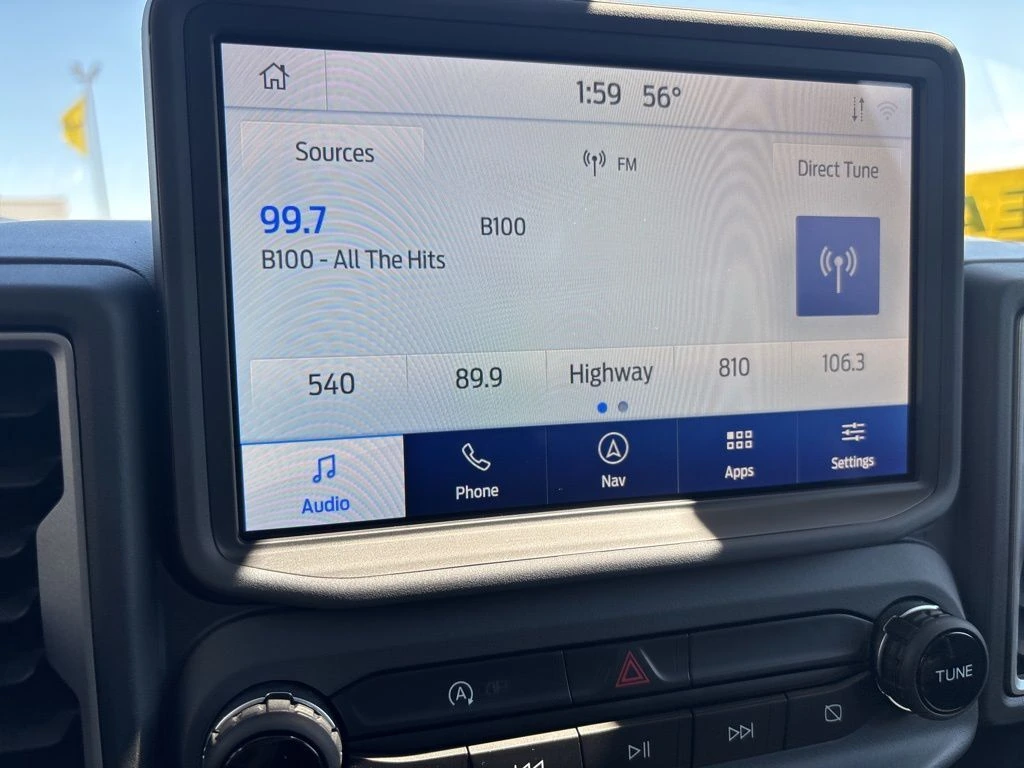 1:59 56°
Sources
FM
Direct Tune
99.7
B100
B100 - All The Hits
540
89.9
Highway
810
106.3
Audio
Phone
Nav
Apps
Settings
A OFF
TUNE